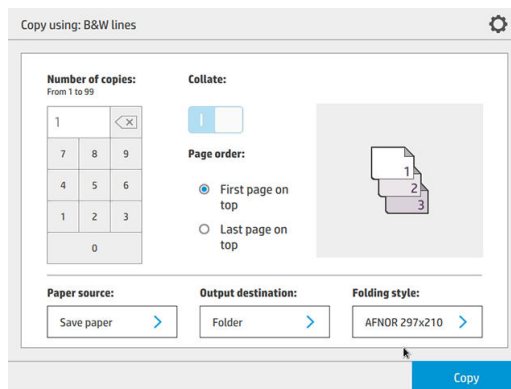 Copy using: B&W lines
Number of copies:
From 1 to 99
1
7 8 9
4 5 6
1 2 3
0
Collate:
Page order:
First page on
top
Last page on
top
1
2
3
Paper source:
Save paper
Output destination:
Folder
Folding style:
AFNOR 297x210
Copy